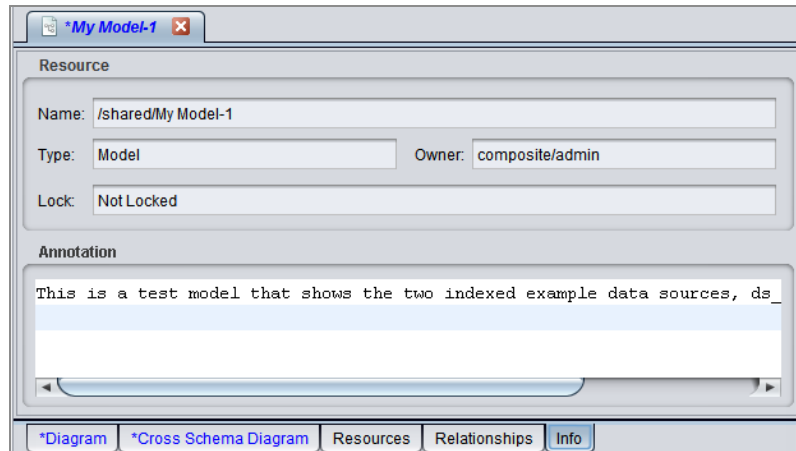 *My Model-1
Resource
Name: /shared/My Model-1
Type: Model Owner: composite/admin
Lock: Not Locked
Annotation
This is a test model that shows the two indexed example data sources, ds_
*Diagram *Cross Schema Diagram Resources Relationships Info